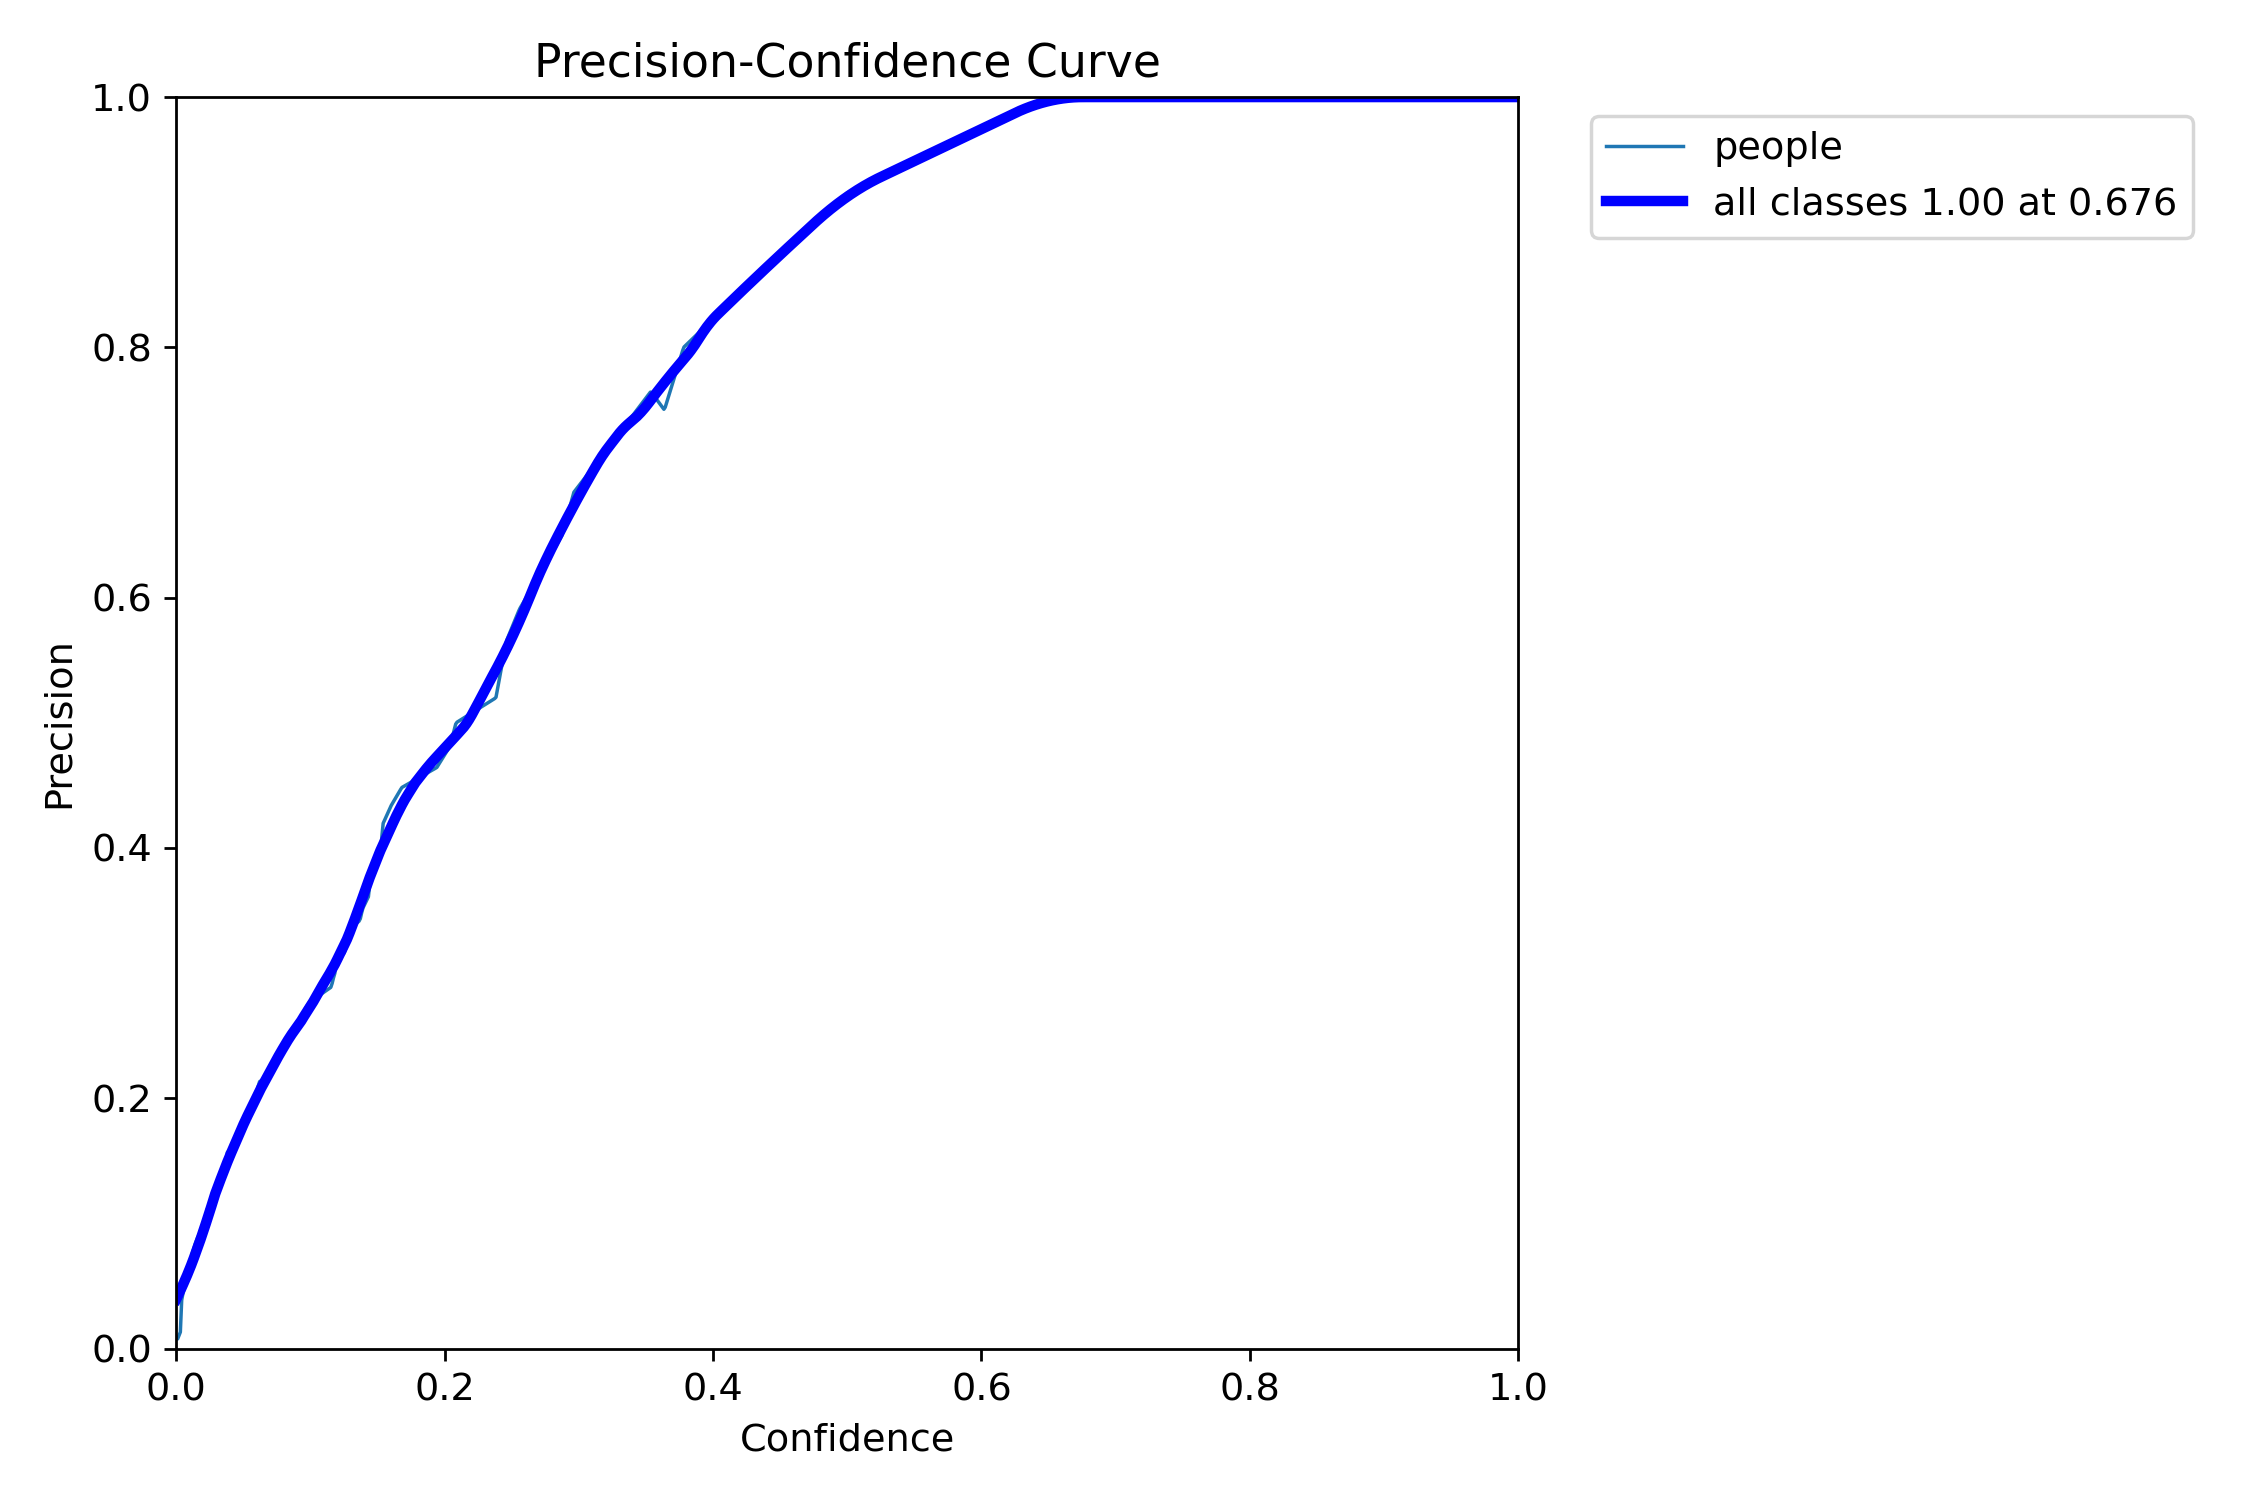 Precision-Confidence Curve
1.0
0.8
0.6
0.4
0.2
0.0
Precision
0.0 0.2 0.4 0.6 0.8 1.0
Confidence
people
all classes 1.00 at 0.676